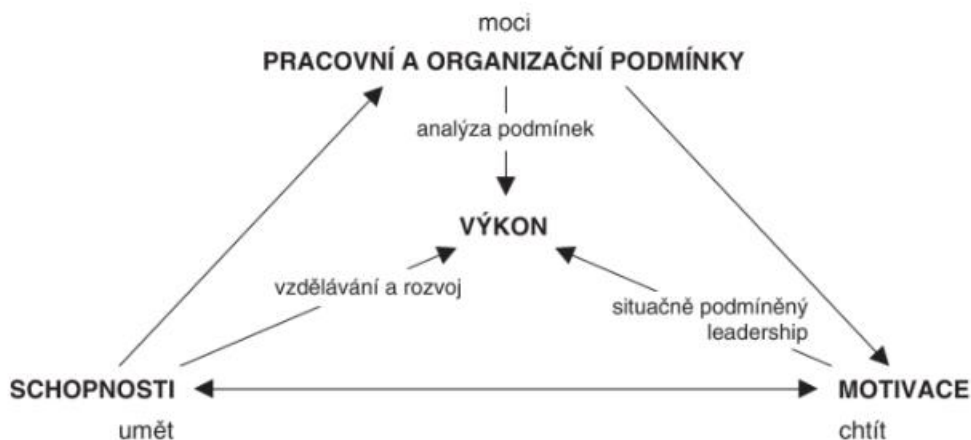 moci
PRACOVNÍ A ORGANIZAČNÍ PODMÍNKY
analýza podmínek
VÝKON
vzdělávání a rozvoj
situačně podmíněný
leadership
SCHOPNOSTI
MOTIVACE
umět
chtít